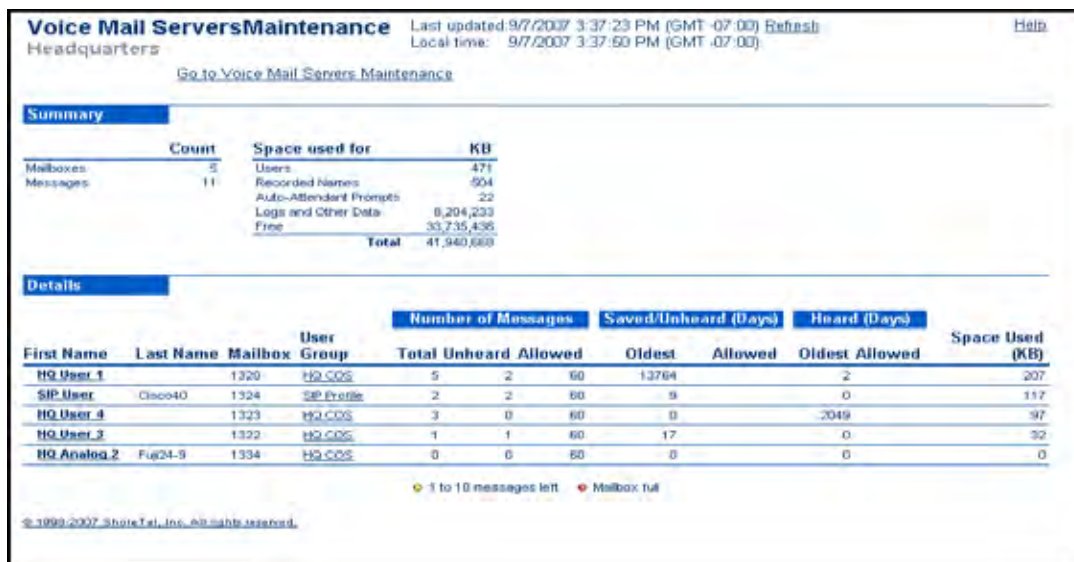 Voice Mail ServersMaintenance Last updated:9/7/2007 3:37:23 PM (GMT -07:00) Refresh Help
Headquarters Local time: 9/7/2007 3:37:50 PM (GMT -07:00)
Go to Voice Mail Servers Maintenance
Summary
Count Space used for KB
Mailboxes 5 Users 471
Messages 11 Recorded Names 504
Auto-Attendant Prompts 22
Logs and Other Data 8,204,233
Free 33,735,438
Total 41,940,668
Details
Number of Messages Saved/Unheard (Days) Heard (Days)
First Name Last Name Mailbox User Group Total Unheard Allowed Oldest Allowed Oldest Allowed Space Used (KB)
HQ User 1 1320 HQ COS 5 2 60 13764 2 207
SIP User Cisco40 1324 SIP Profile 2 2 60 9 0 117
HQ User 4 1323 HQ COS 3 0 60 0 2049 97
HQ User 3 1322 HQ COS 1 1 60 17 0 32
HQ Analog 2 Fuji24-9 1334 HQ COS 0 0 60 0 0 0
1 to 10 messages left Mailbox full
© 1998-2007 ShoreTel, Inc. All rights reserved.